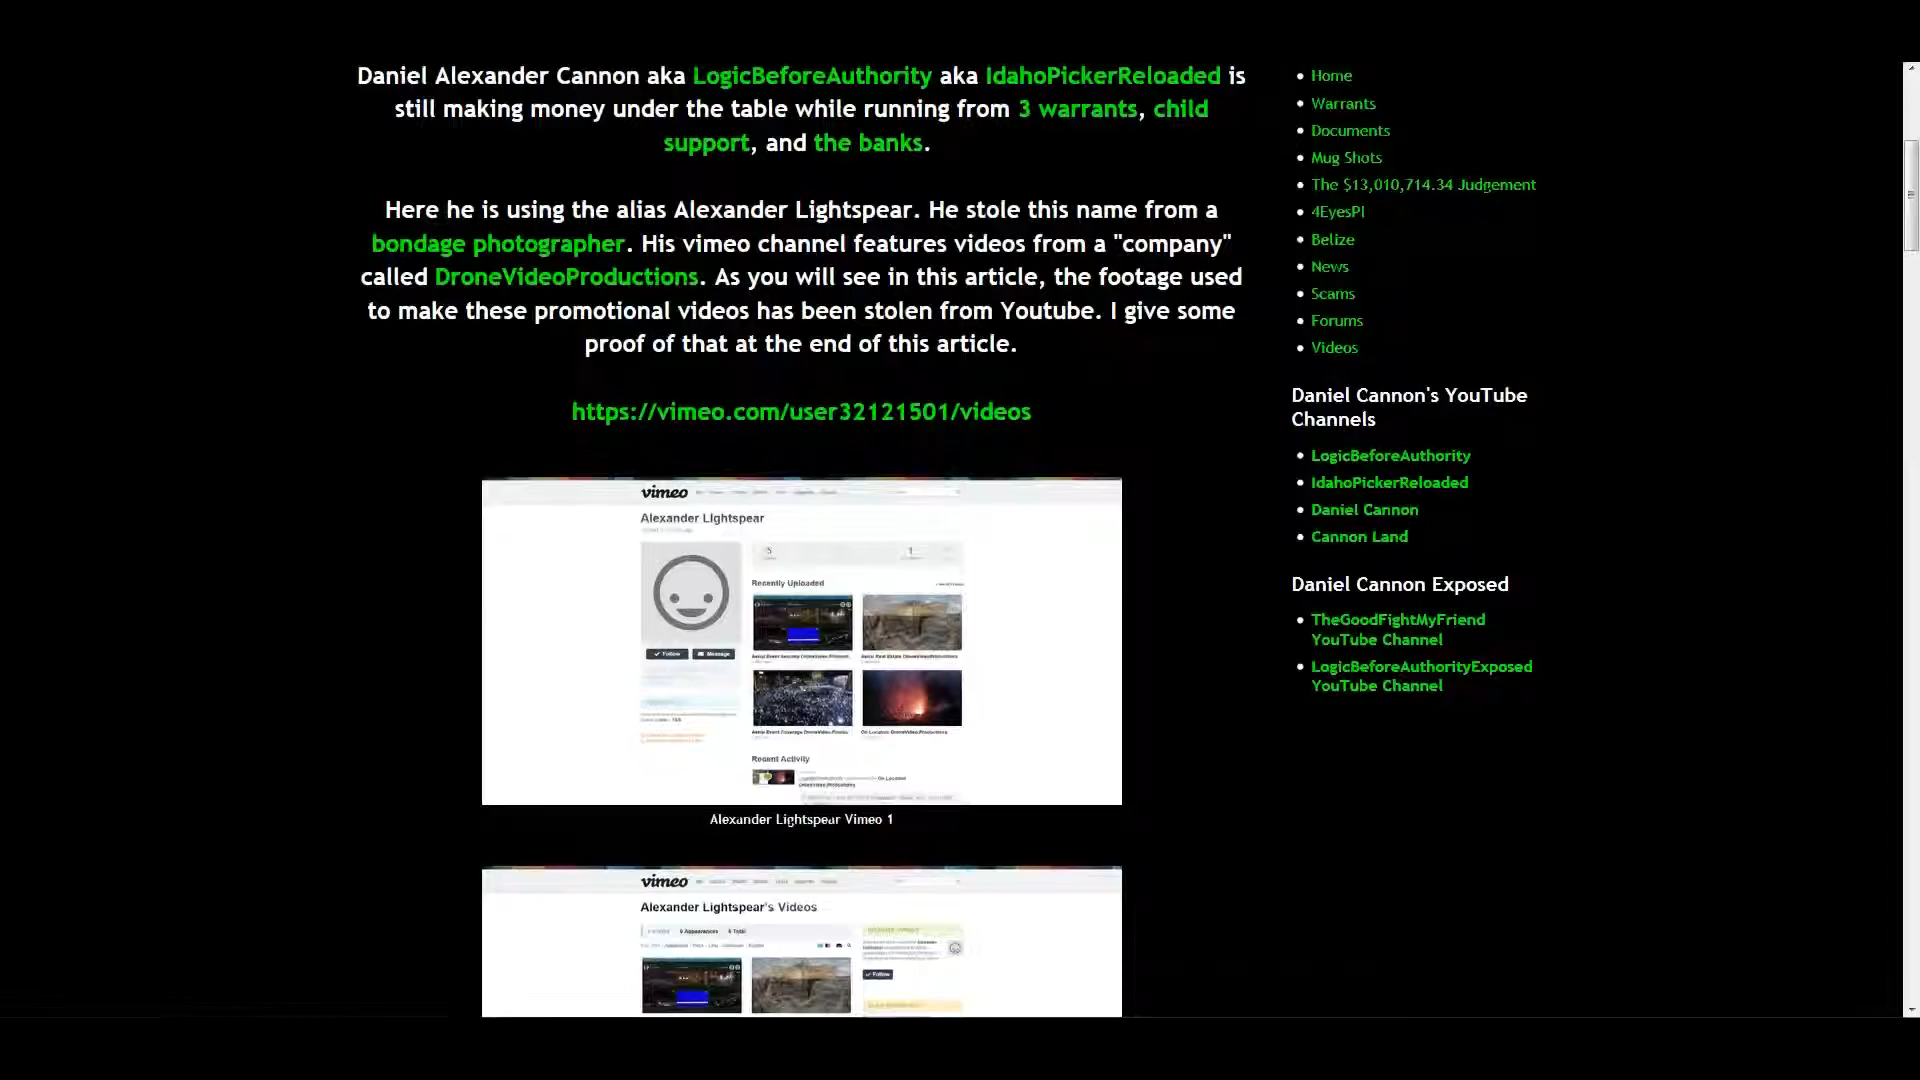 Daniel Alexander Cannon aka LogicBeforeAuthority aka IdahoPickerReloaded is
still making money under the table while running from 3 warrants, child
support, and the banks.
Here he is using the alias Alexander Lightspear. He stole this name from a
bondage photographer. His vimeo channel features videos from a "company"
called DroneVideoProductions. As you will see in this article, the footage used
to make these promotional videos has been stolen from Youtube. I give some
proof of that at the end of this article.
https://vimeo.com/user32121501/videos
vimeo
Alexander Lightspear
5
1
Recently Uploaded
Follow
Message
Recent Activity
Alexander Lightspear Vimeo 1
vimeo
Alexander Lightspear's Videos
Follow
Home
Warrants
Documents
Mug Shots
The $13,010,714.34 Judgement
4EyesPI
Belize
News
Scams
Forums
Videos
Daniel Cannon's YouTube
Channels
LogicBeforeAuthority
IdahoPickerReloaded
Daniel Cannon
Cannon Land
Daniel Cannon Exposed
TheGoodFightMyFriend
YouTube Channel
LogicBeforeAuthorityExposed
YouTube Channel